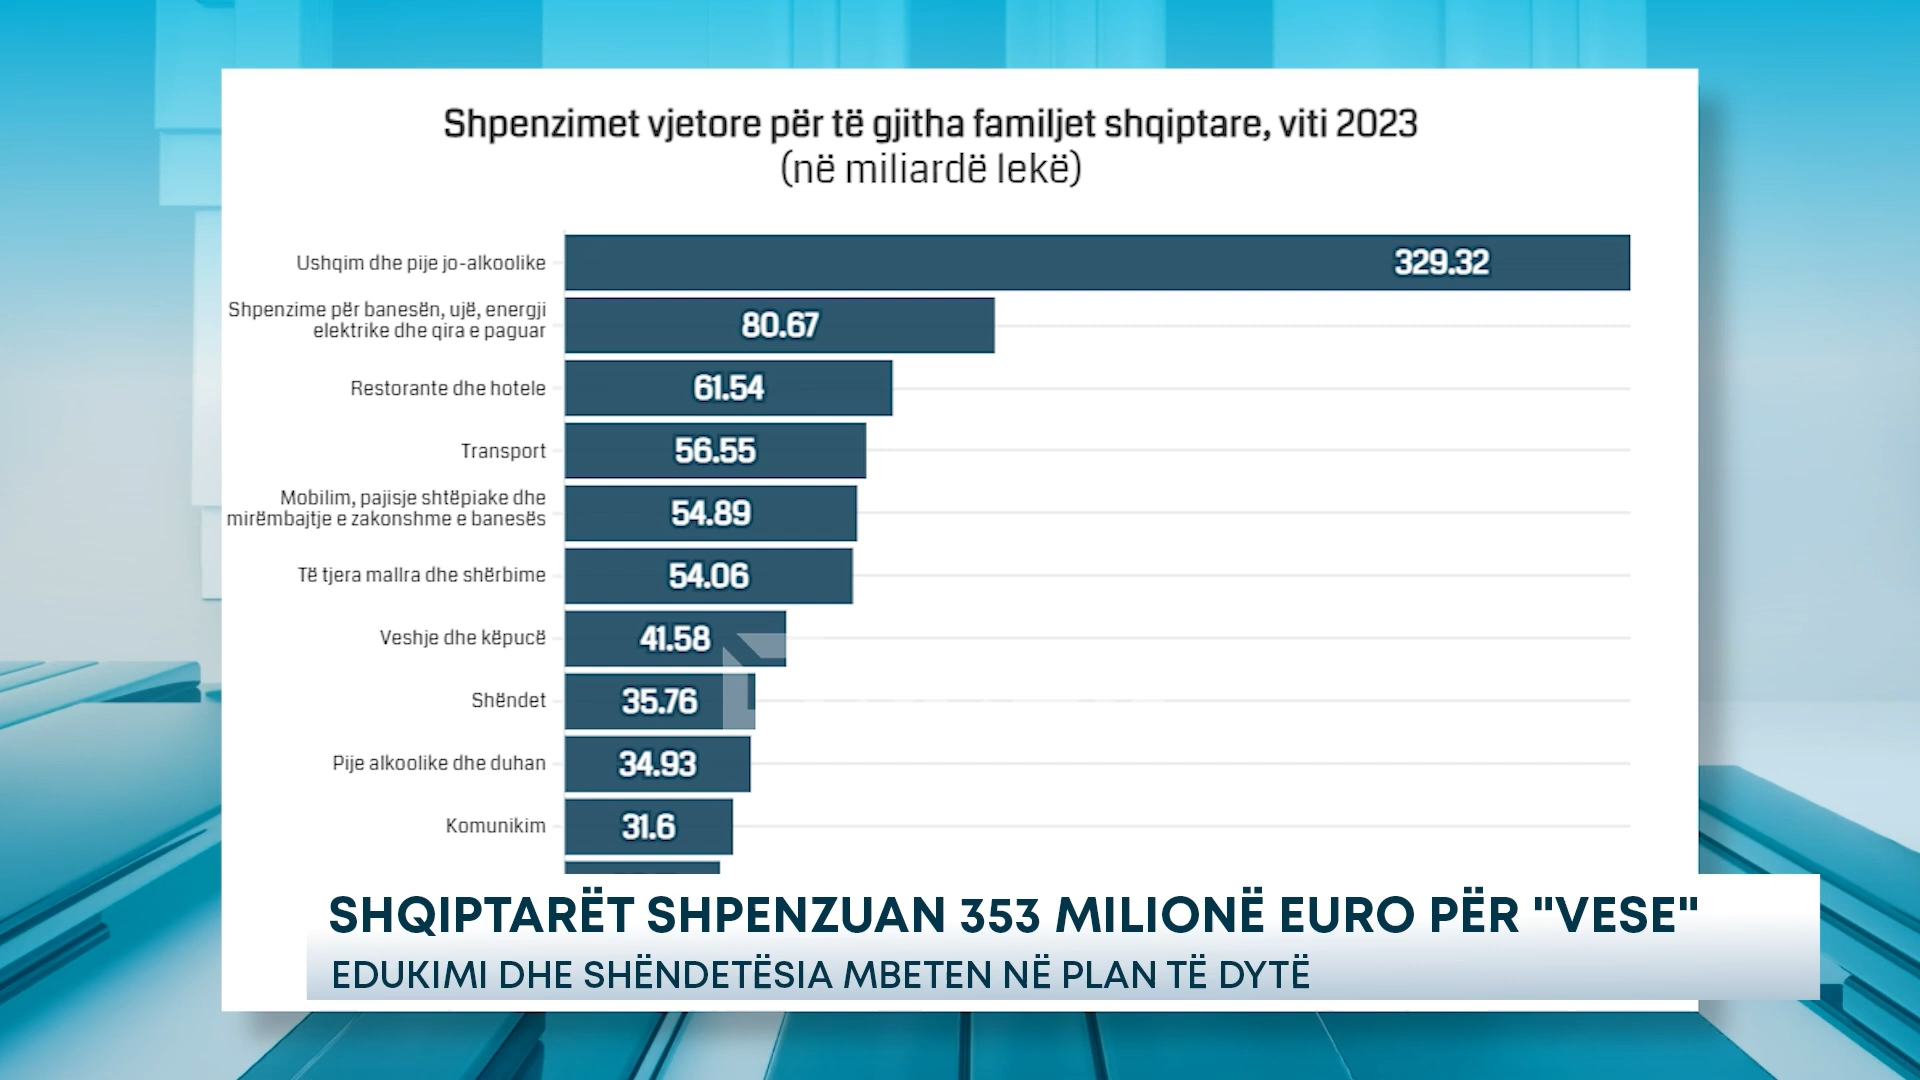 Shpenzimet vjetore për të gjitha familjet shqiptare, viti 2023
(në miliardë lekë)
Ushqim dhe pije jo-alkoolike
329.32
Shpenzime për banesën, ujë, energji
elektrike dhe qira e paguar
80.67
Restorante dhe hotele
61.54
Transport
56.55
Mobilim, pajisje shtëpiake dhe
mirëmbajtje e zakonshme e banesës
54.89
Të tjera mallra dhe shërbime
54.06
Veshje dhe këpucë
41.58
Shëndet
35.76
Pije alkoolike dhe duhan
34.93
Komunikim
31.6
SHQIPTARËT SHPENZUAN 353 MILIONË EURO PËR "VESE"
EDUKIMI DHE SHËNDETËSIA MBETEN NË PLAN TË DYTË